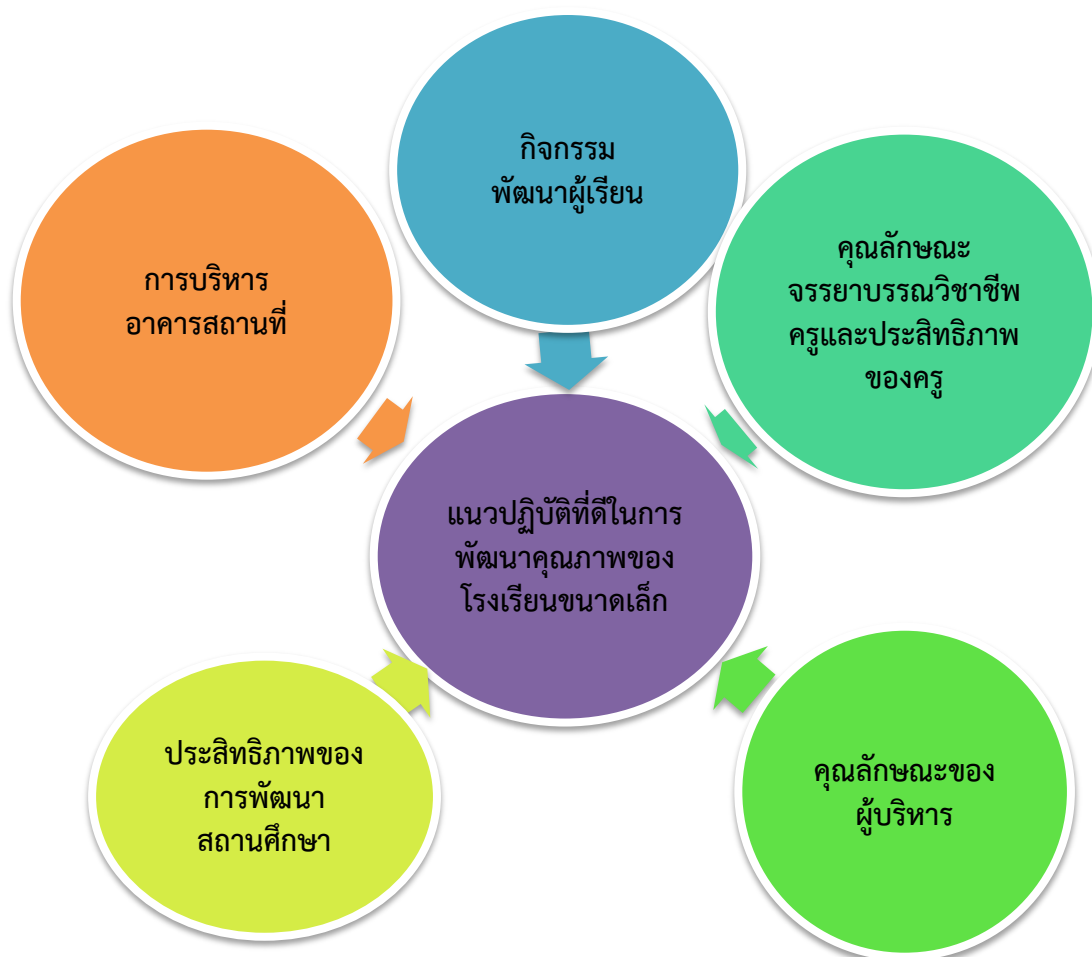 กิจกรรม
พัฒนาผู้เรียน
การบริหาร
อาคารสถานที่
คุณลักษณะ
จรรยาบรรณวิชาชีพ
ครูและประสิทธิภาพ
ของครู
แนวปฏิบัติที่ดีในการ
พัฒนาคุณภาพของ
โรงเรียนขนาดเล็ก
ประสิทธิภาพของ
การพัฒนา
สถานศึกษา
คุณลักษณะของ
ผู้บริหาร